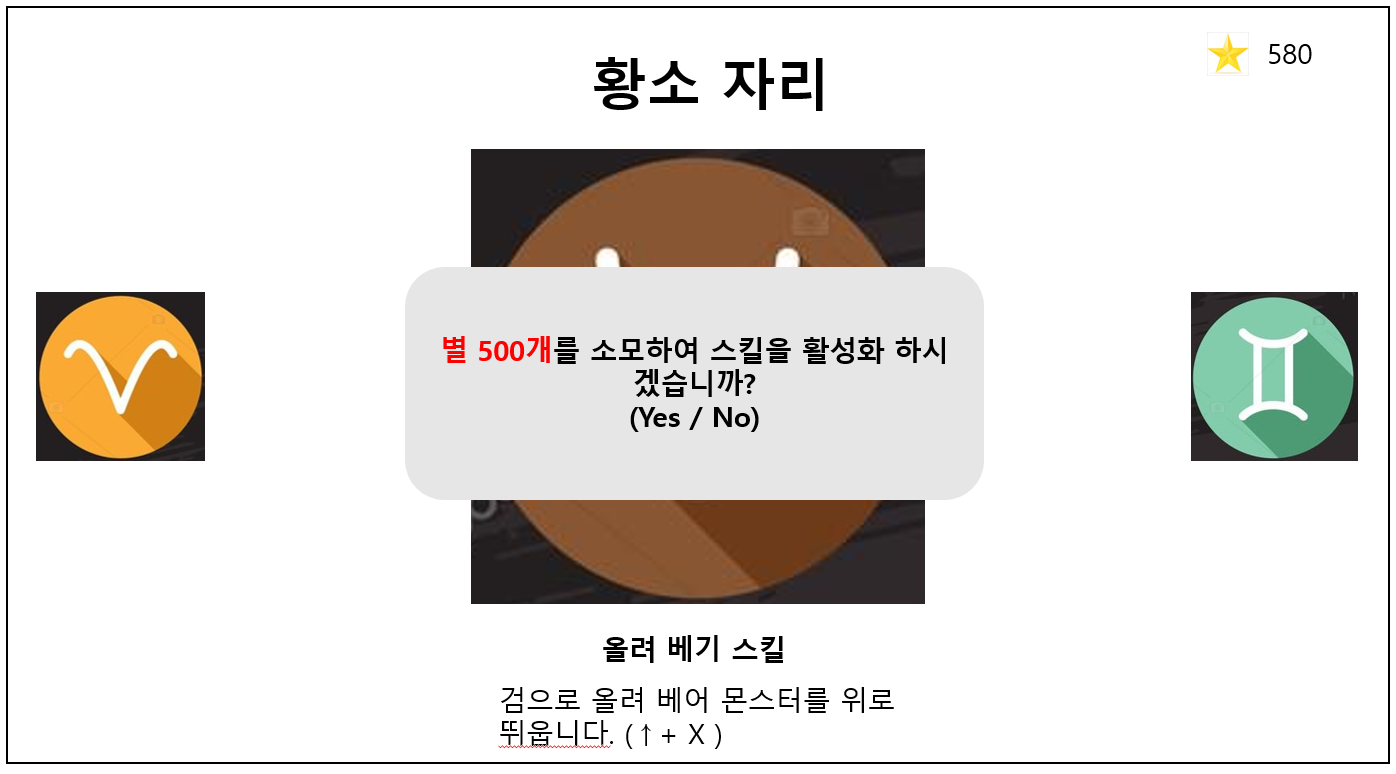 580
황소 자리
별 500개를 소모하여 스킬을 활성화 하시
겠습니까?
(Yes / No)
올려 베기 스킬
검으로 올려 베어 몬스터를 위로
뛰웁니다. (↑+ X )